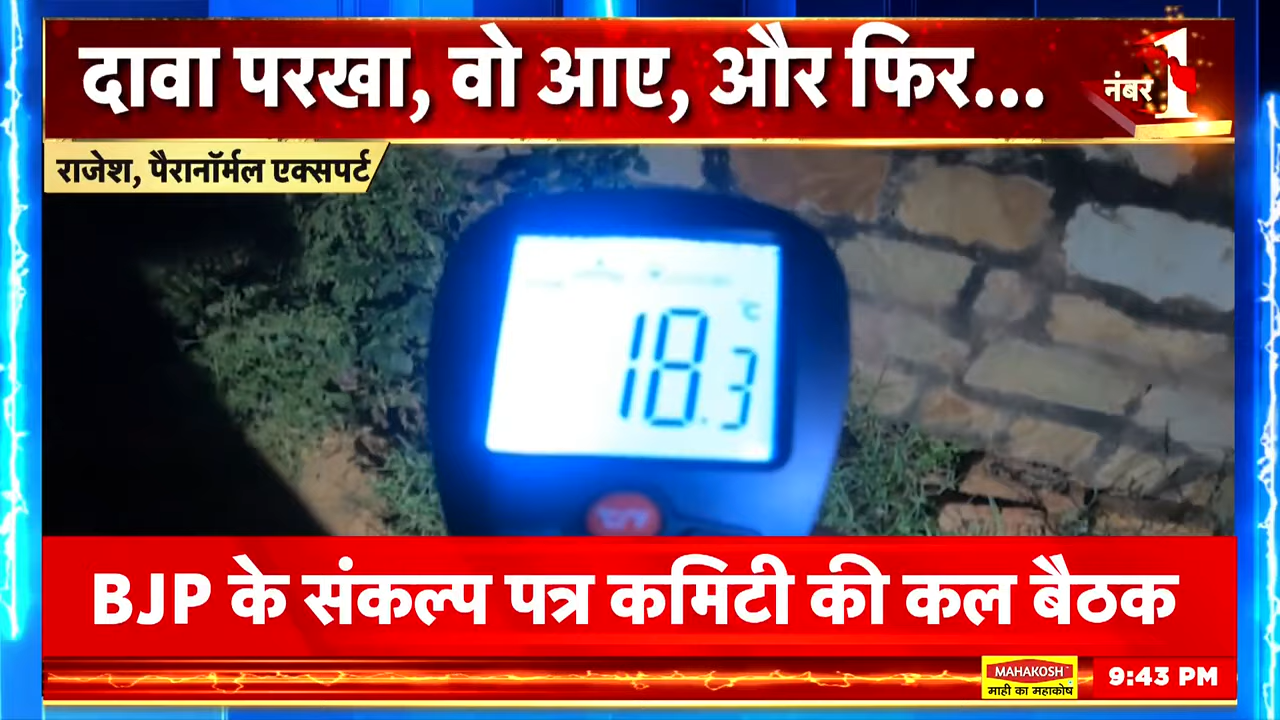 दावा परखा, वो आए, और फिर...
नंबर 1
राजेश, पैरानॉर्मल एक्सपर्ट
°C
18.3
BJP के संकल्प पत्र कमिटी की कल बैठक
MAHAKOSH
माही का महाकोष
9:43 PM